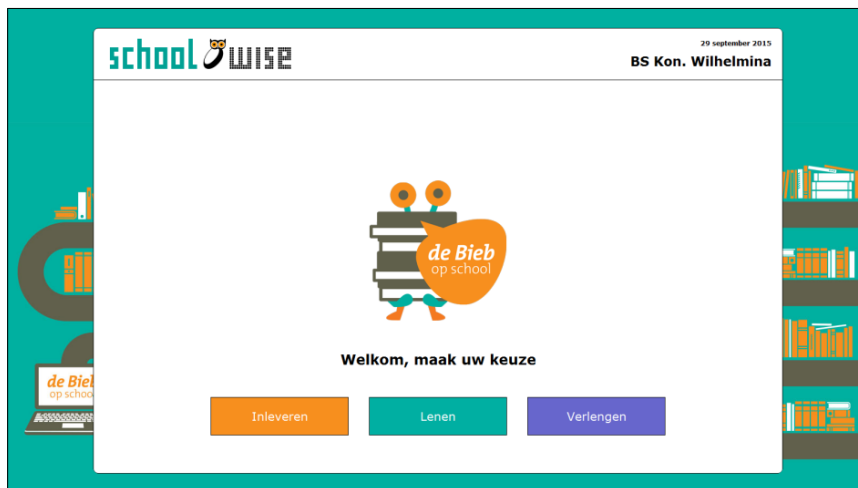 school wise
29 september 2015
BS Kon. Wilhelmina
de Bieb
op school
Welkom, maak uw keuze
de Bieb
op schoo
Inleveren
Lenen
Verlengen